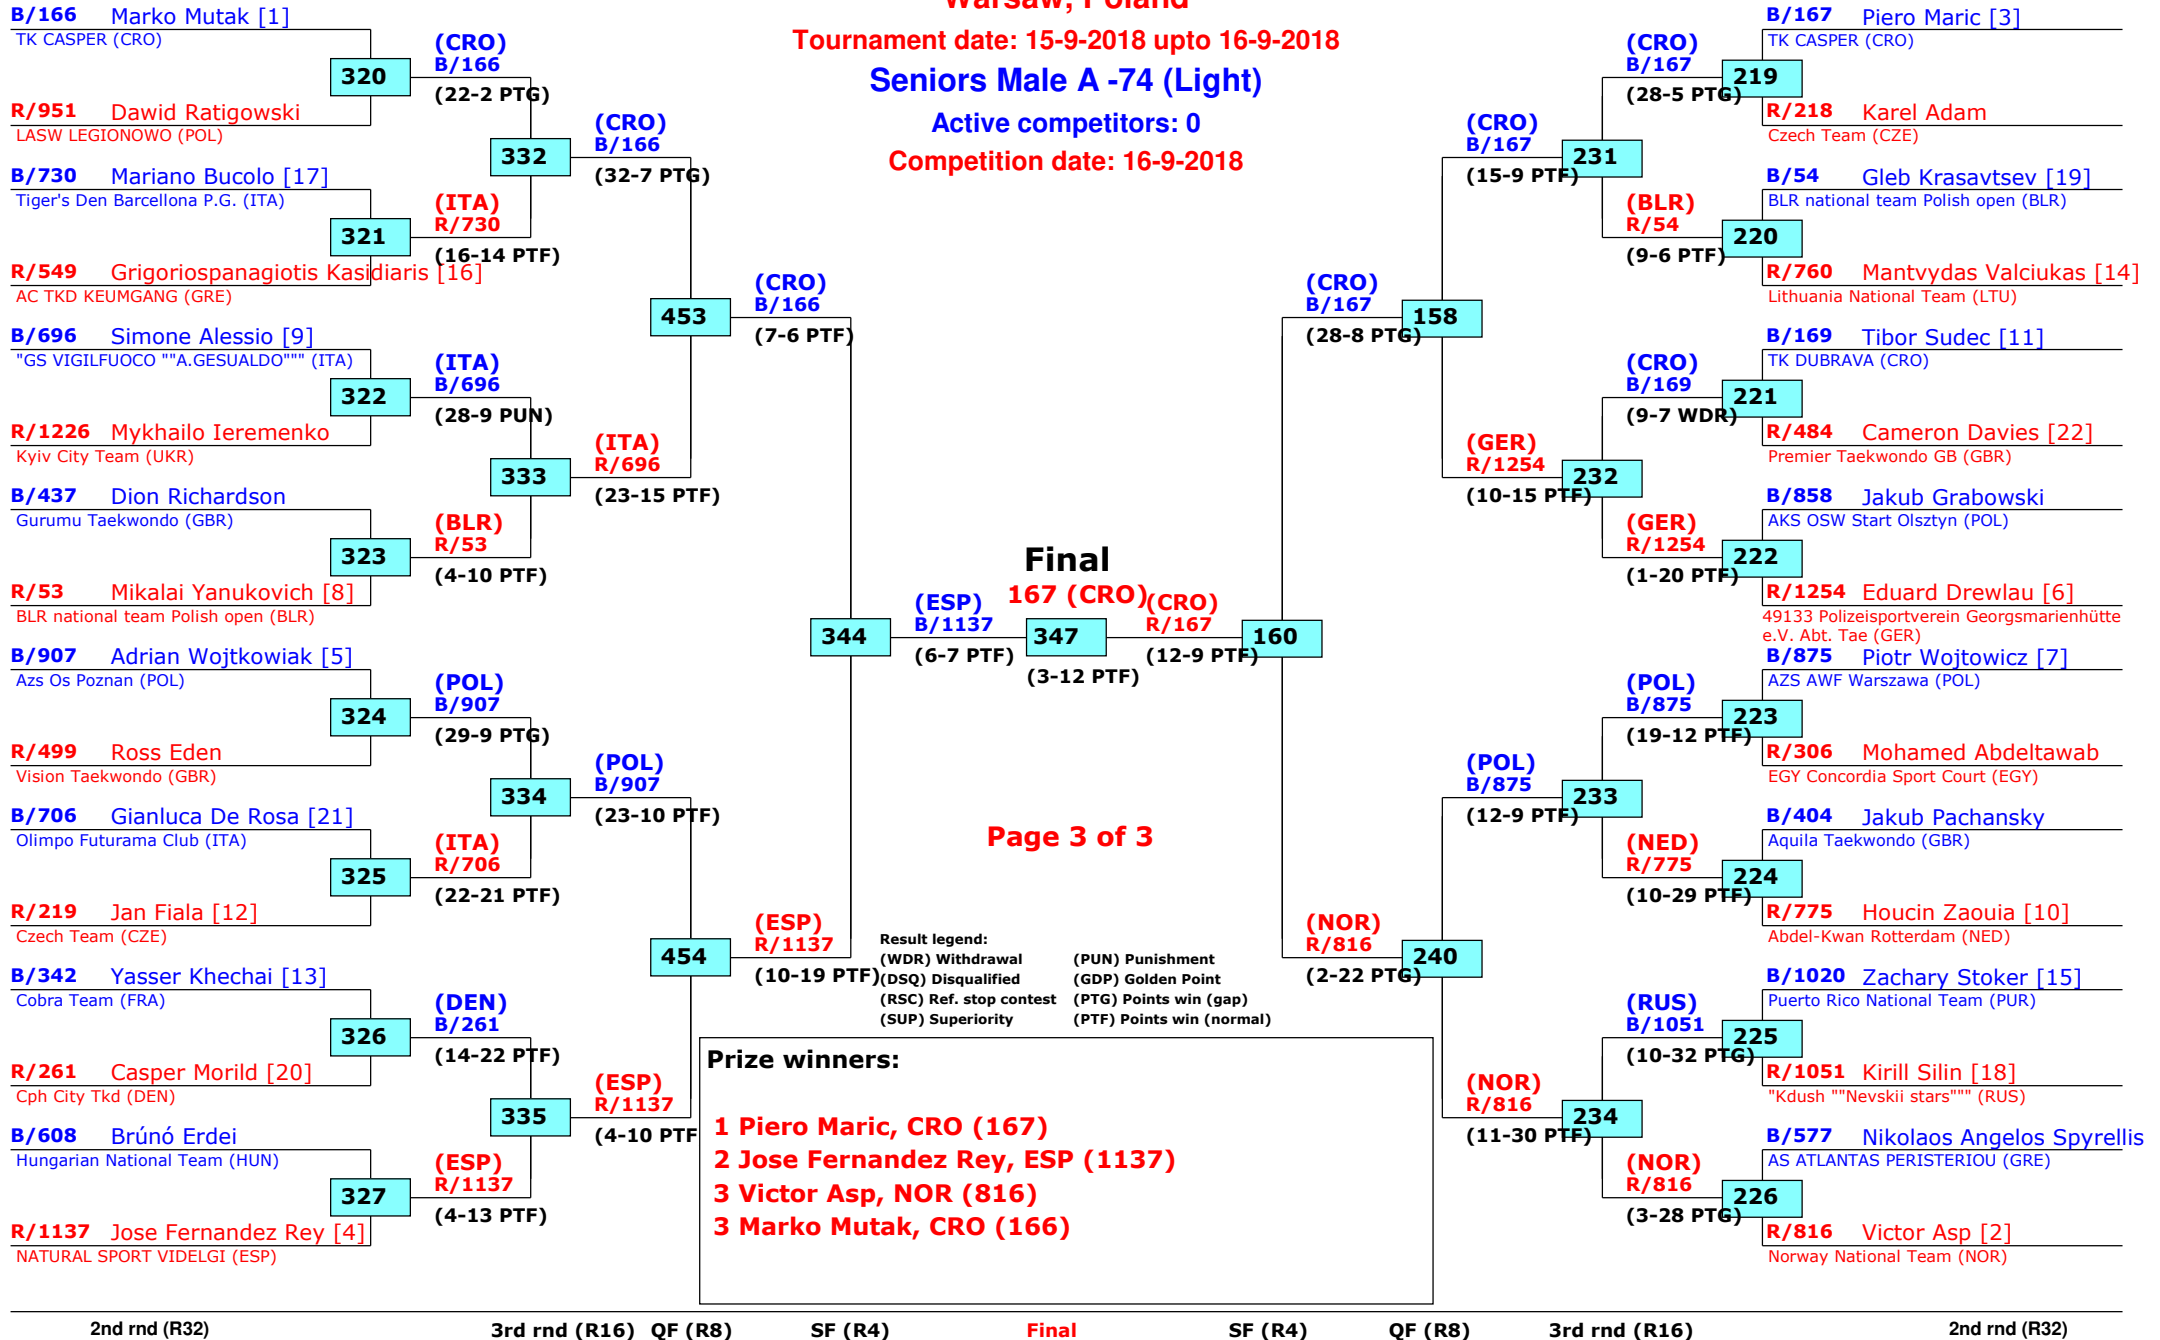 Warsaw, Poland
Tournament date: 15-9-2018 upto 16-9-2018
Seniors Male A -74 (Light)
Active competitors: 0
Competition date: 16-9-2018
B/166 Marko Mutak [1]
TK CASPER (CRO)
320
R/951 Dawid Ratigowski
LASW LEGIONOWO (POL)
B/730 Mariano Bucolo [17]
Tiger's Den Barcellona P.G. (ITA)
321
R/549 Grigoriospanagiotis Kasidiaris [16]
AC TKD KEUMGANG (GRE)
B/696 Simone Alessio [9]
"GS VIGILFUOCO ""A.GESUALDO""" (ITA)
322
R/1226 Mykhailo Ieremenko
Kyiv City Team (UKR)
B/437 Dion Richardson
Gurumu Taekwondo (GBR)
323
R/53 Mikalai Yanukovich [8]
BLR national team Polish open (BLR)
B/907 Adrian Wojtkowiak [5]
Azs Os Poznan (POL)
324
R/499 Ross Eden
Vision Taekwondo (GBR)
B/706 Gianluca De Rosa [21]
Olimpo Futurama Club (ITA)
325
R/219 Jan Fiala [12]
Czech Team (CZE)
B/342 Yasser Khechai [13]
Cobra Team (FRA)
326
R/261 Casper Morild [20]
Cph City Tkd (DEN)
B/608 Brúnó Erdei
Hungarian National Team (HUN)
327
R/1137 Jose Fernandez Rey [4]
NATURAL SPORT VIDELGI (ESP)
(CRO)
B/166
(22-2 PTG)
332
(ITA)
R/730
(16-14 PTF)
(ITA)
B/696
(28-9 PUN)
333
(BLR)
R/53
(4-10 PTF)
(POL)
B/907
(29-9 PTG)
334
(ITA)
R/706
(22-21 PTF)
(DEN)
B/261
(14-22 PTF)
335
(ESP)
R/1137
(4-13 PTF)
(CRO)
B/166
(32-7 PTG)
453
(ITA)
R/696
(23-15 PTF)
(POL)
B/907
(23-10 PTF)
454
(ESP)
R/1137
(4-10 PTF
(CRO)
B/166
(7-6 PTF)
344
(ESP)
R/1137
(10-19 PTF)
Final
167 (CRO)
(ESP)
B/1137
(6-7 PTF)
347
(3-12 PTF)
(CRO)
R/167
(12-9 PTF)
160
Page 3 of 3
(CRO)
B/167
(28-8 PTG)
158
(NOR)
R/816
(2-22 PTG)
240
(CRO)
B/167
(15-9 PTF)
231
(GER)
R/1254
(10-15 PTF)
232
(POL)
B/875
(12-9 PTF)
233
(NOR)
R/816
(11-30 PTF)
234
(CRO)
B/167
(28-5 PTG)
219
(BLR)
R/54
(9-6 PTF)
220
(CRO)
B/169
(9-7 WDR)
221
(GER)
R/1254
(1-20 PTF)
222
(POL)
B/875
(19-12 PTF)
223
(NED)
R/775
(10-29 PTF)
224
(RUS)
B/1051
(10-32 PTG)
225
(NOR)
R/816
(3-28 PTG)
226
B/167 Piero Maric [3]
TK CASPER (CRO)
R/218 Karel Adam
Czech Team (CZE)
B/54 Gleb Krasavtsev [19]
BLR national team Polish open (BLR)
R/760 Mantvydas Valciukas [14]
Lithuania National Team (LTU)
B/169 Tibor Sudec [11]
TK DUBRAVA (CRO)
R/484 Cameron Davies [22]
Premier Taekwondo GB (GBR)
B/858 Jakub Grabowski
AKS OSW Start Olsztyn (POL)
R/1254 Eduard Drewlau [6]
49133 Polizeisportverein Georgsmarienhütte
e.V. Abt. Tae (GER)
B/875 Piotr Wojtowicz [7]
AZS AWF Warszawa (POL)
R/306 Mohamed Abdeltawab
EGY Concordia Sport Court (EGY)
B/404 Jakub Pachansky
Aquila Taekwondo (GBR)
R/775 Houcin Zaouia [10]
Abdel-Kwan Rotterdam (NED)
B/1020 Zachary Stoker [15]
Puerto Rico National Team (PUR)
R/1051 Kirill Silin [18]
"Kdush ""Nevskii stars""" (RUS)
B/577 Nikolaos Angelos Spyrellis
AS ATLANTAS PERISTERIOU (GRE)
R/816 Victor Asp [2]
Norway National Team (NOR)
Result legend:
(WDR) Withdrawal (PUN) Punishment
(DSQ) Disqualified (GDP) Golden Point
(RSC) Ref. stop contest (PTG) Points win (gap)
(SUP) Superiority (PTF) Points win (normal)
Prize winners:
1 Piero Maric, CRO (167)
2 Jose Fernandez Rey, ESP (1137)
3 Victor Asp, NOR (816)
3 Marko Mutak, CRO (166)
2nd rnd (R32) 3rd rnd (R16) QF (R8) SF (R4) Final SF (R4) QF (R8) 3rd rnd (R16) 2nd rnd (R32)